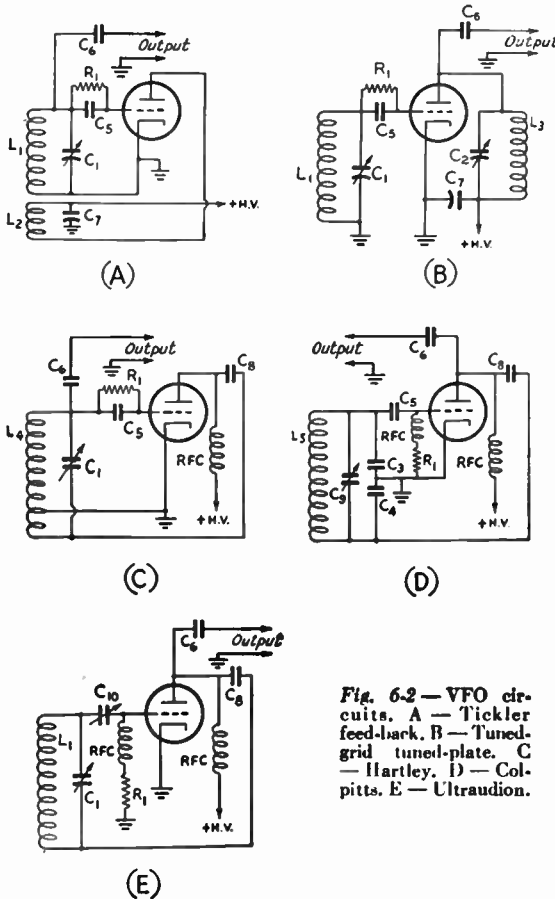 C6
Output
R1
C5
L1
C1
L2
C7
+H.V.
(A)
C6
Output
R1
C5
L1
C1
L3
C2
C7
+H.V.
(B)
C6
Output
R1
C8
C5
L4
C1
RFC
+H.V.
(C)
Output
C6
C8
C5
L5
RFC
C3
R1
RFC
C9
C4
+H.V.
(D)
C6
Output
C10
C8
L1
RFC
C1
R1
RFC
+H.V.
(E)
Fig. 6-2 — VFO cir-
cuits. A — Tickler
feed-back. B — Tuned-
grid tuned-plate. C
— Hartley. D — Col-
pitts. E — Ultraudion.